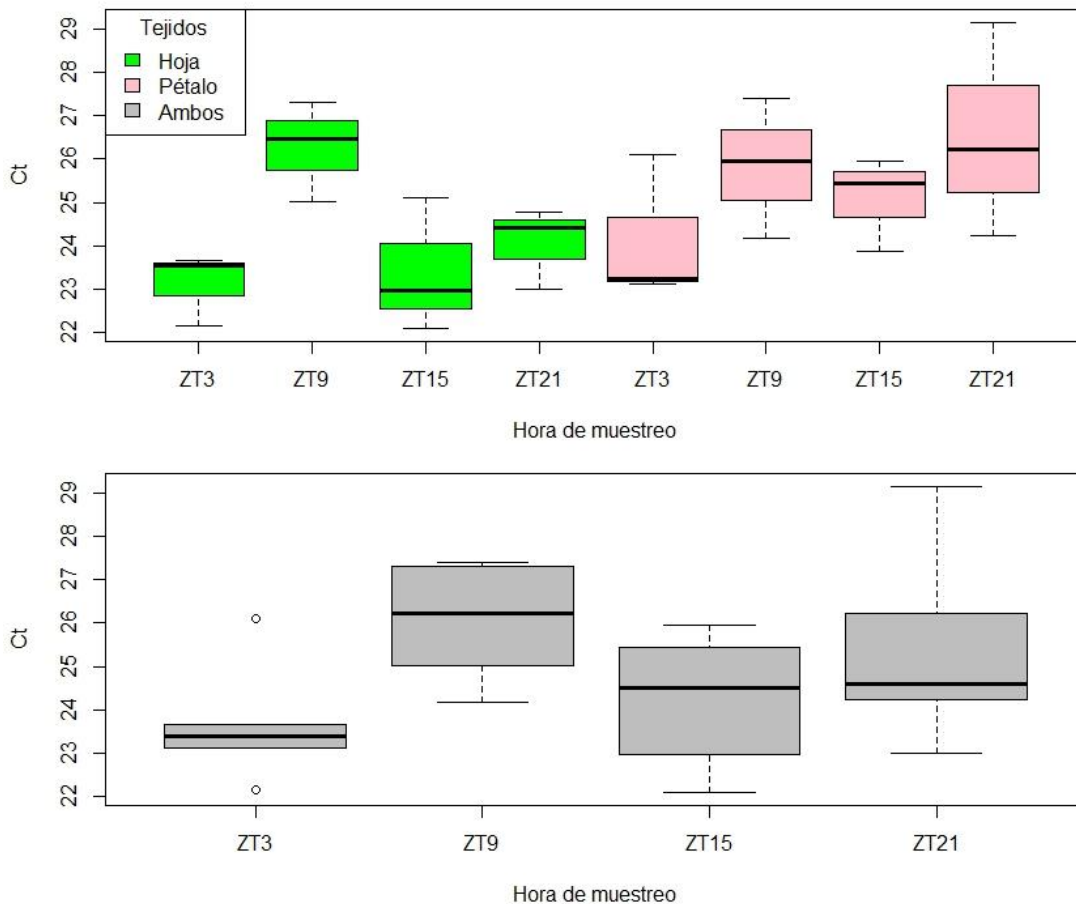 Tejidos
Hoja
Pétalo
Ambos
29
28
27
26
25
24
23
22
Ct
ZT3 ZT9 ZT15 ZT21 ZT3 ZT9 ZT15 ZT21
Hora de muestreo
29
28
27
26
25
24
23
22
Ct
ZT3 ZT9 ZT15 ZT21
Hora de muestreo